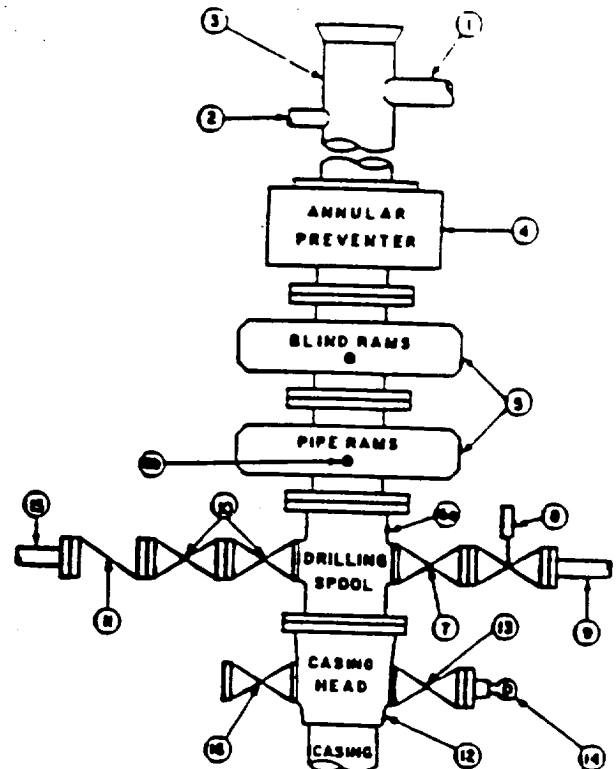 3
1
2
ANNULAR
PREVENTER
4
BLIND RAMS
5
PIPE RAMS
15
10
8
DRILLING
SPOOL
11
7
13
9
CASING
HEAD
16
12
14
CASING